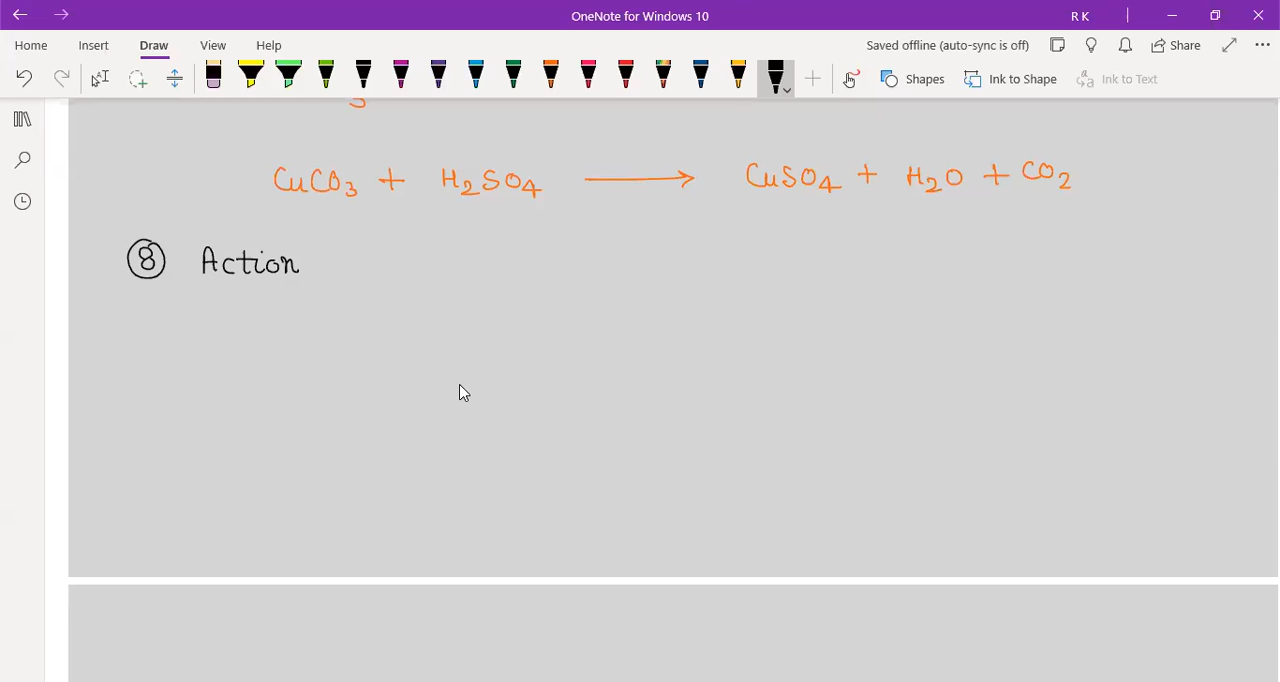 OneNote for Windows 10
R K
Home Insert Draw View Help
Saved offline (auto-sync is off) Share
Shapes Ink to Shape Ink to Text
CuCO3 + H2SO4 ⟶ CuSO4 + H2O + CO2
8 Action